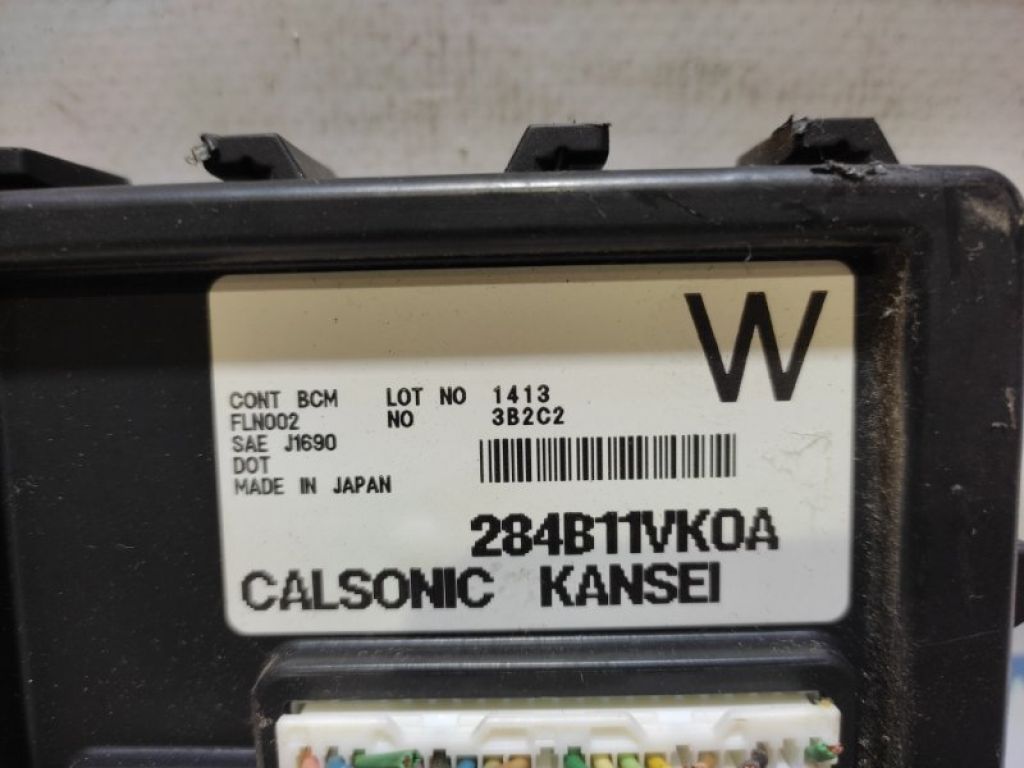 W
CONT BCM LOT NO 1413
FLN002 NO 3B2C2
SAE J1690
DOT
MADE IN JAPAN
284B11VK0A
CALSONIC KANSEI